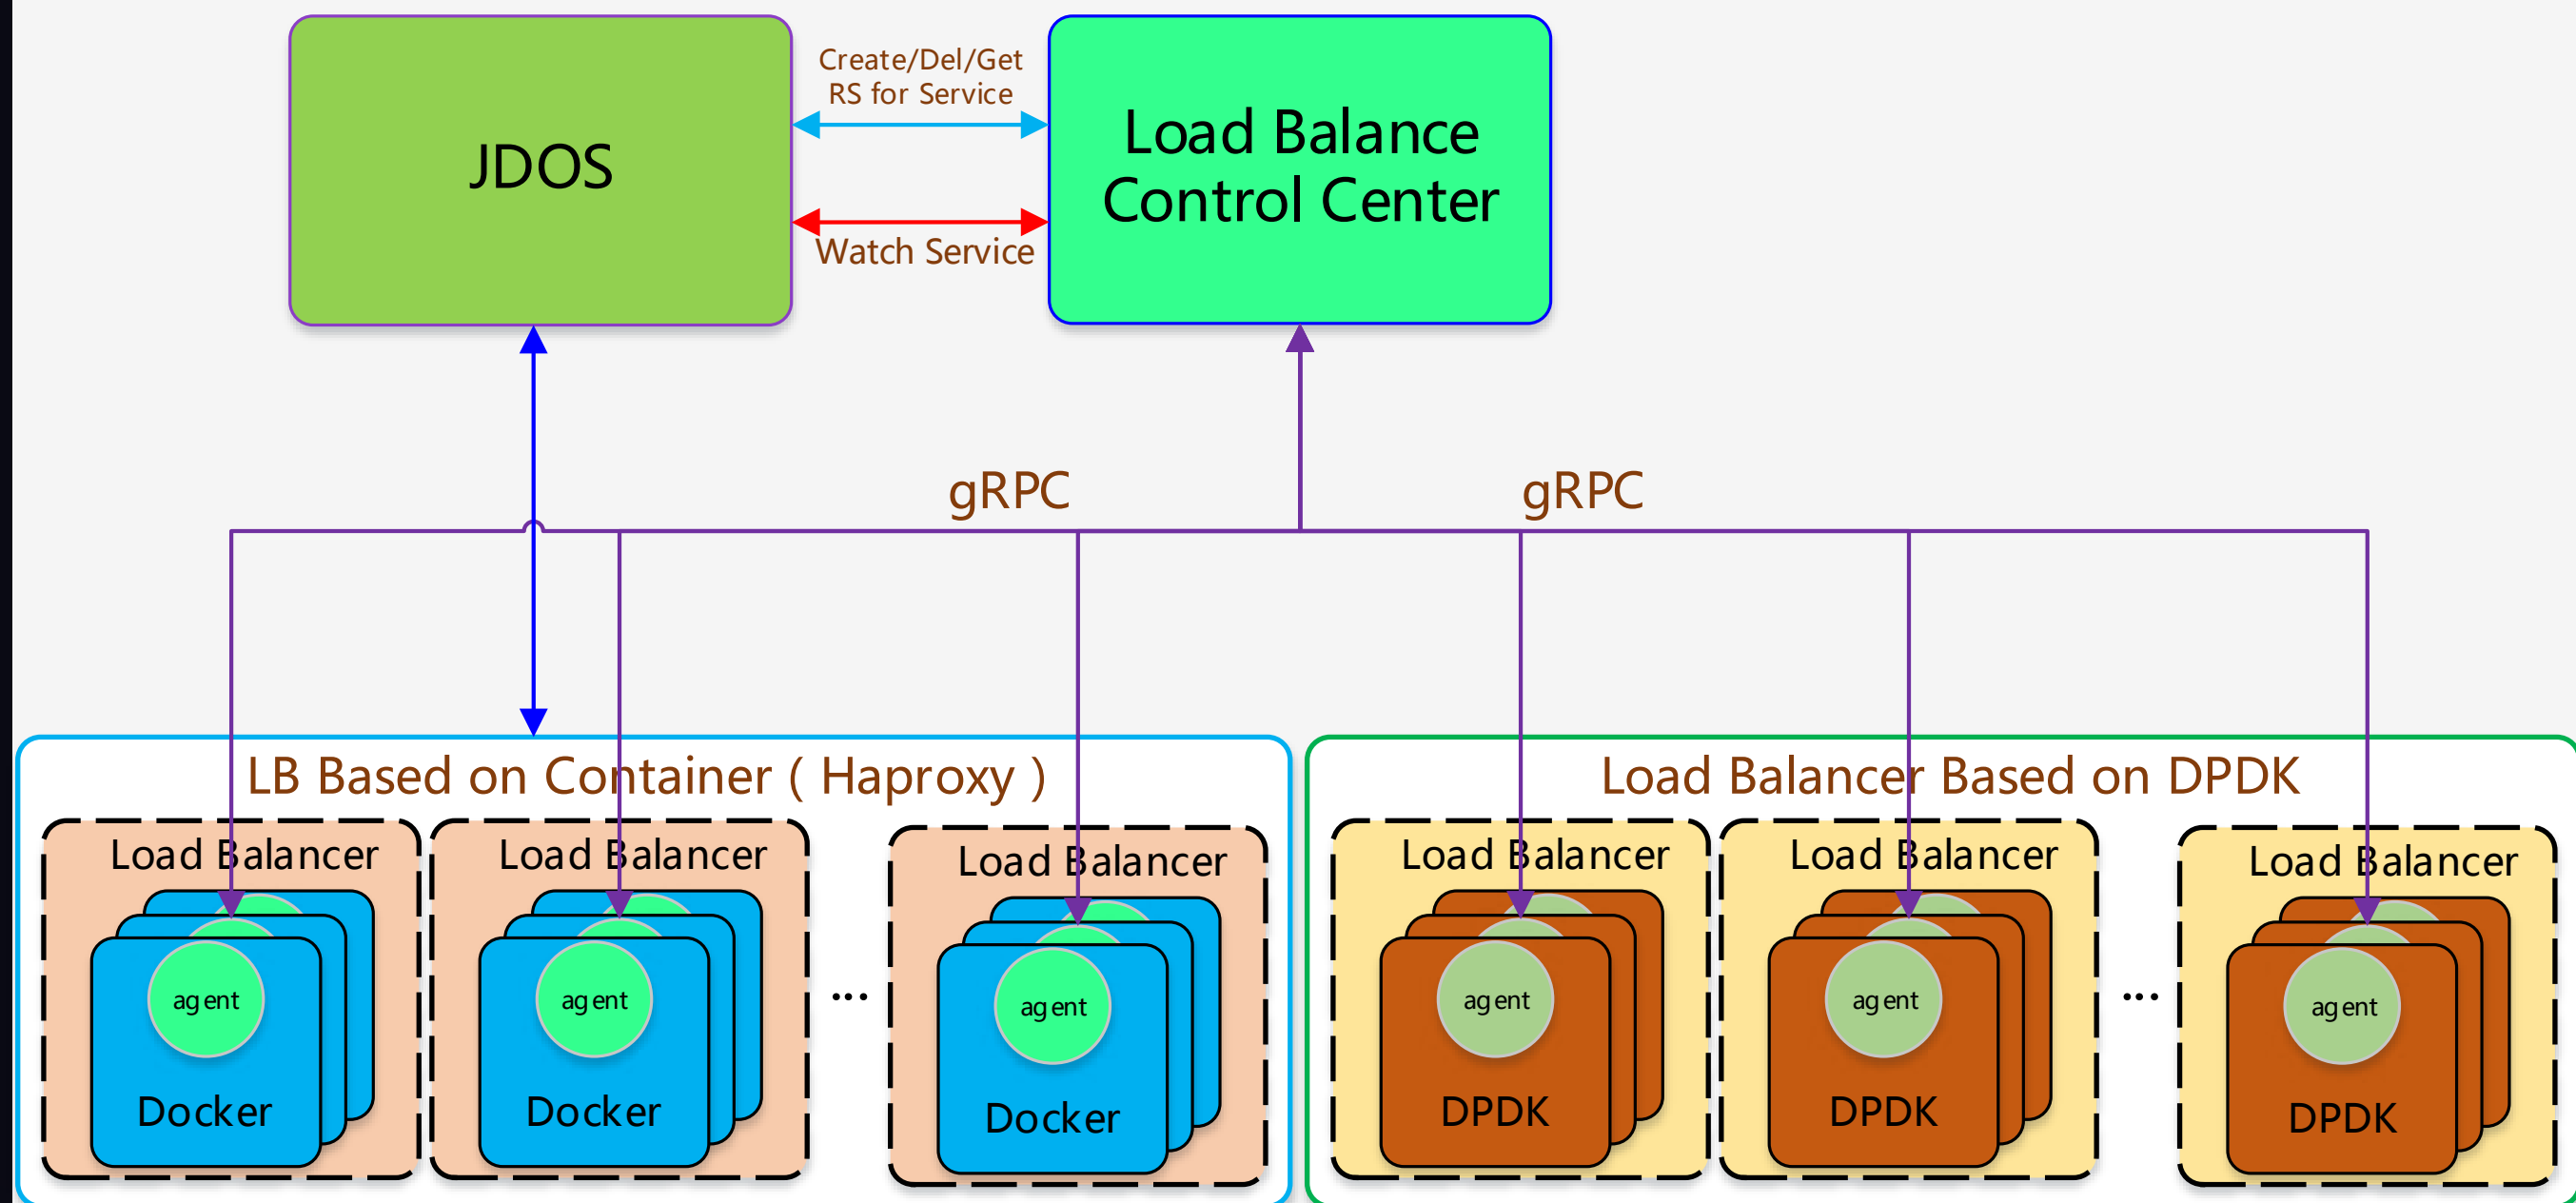 JDOS
Create/Del/Get
RS for Service
Watch Service
Load Balance
Control Center
gRPC
gRPC
LB Based on Container ( Haproxy )
Load Balancer
agent
Docker
Load Balancer
agent
Docker
...
Load Balancer
agent
Docker
Load Balancer Based on DPDK
Load Balancer
agent
DPDK
Load Balancer
agent
DPDK
...
Load Balancer
agent
DPDK